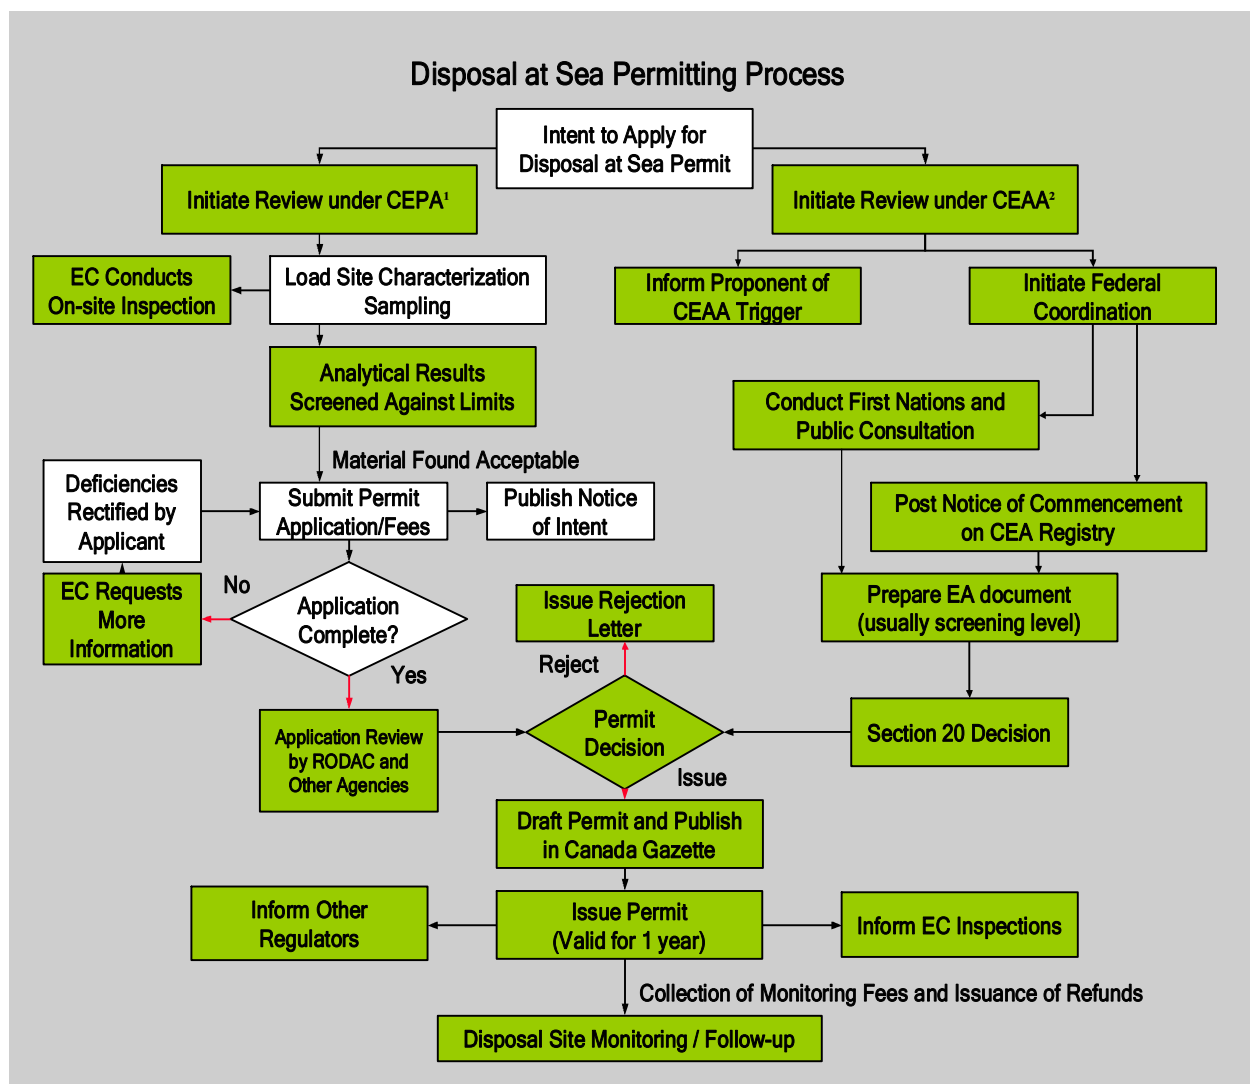 Disposal at Sea Permitting Process
Intent to Apply for
Disposal at Sea Permit
Initiate Review under CEPA¹
Initiate Review under CEAA²
EC Conducts
On-site Inspection
Load Site Characterization
Sampling
Inform Proponent of
CEAA Trigger
Initiate Federal
Coordination
Analytical Results
Screened Against Limits
Conduct First Nations and
Public Consultation
Material Found Acceptable
Deficiencies
Rectified by
Applicant
Submit Permit
Application/Fees
Publish Notice
of Intent
Post Notice of Commencement
on CEA Registry
No
EC Requests
More
Information
Application
Complete?
Yes
Issue Rejection
Letter
Reject
Prepare EA document
(usually screening level)
Application Review
by RODAC and
Other Agencies
Permit
Decision
Section 20 Decision
Issue
Draft Permit and Publish
in Canada Gazette
Inform Other
Regulators
Issue Permit
(Valid for 1 year)
Inform EC Inspections
Collection of Monitoring Fees and Issuance of Refunds
Disposal Site Monitoring / Follow-up